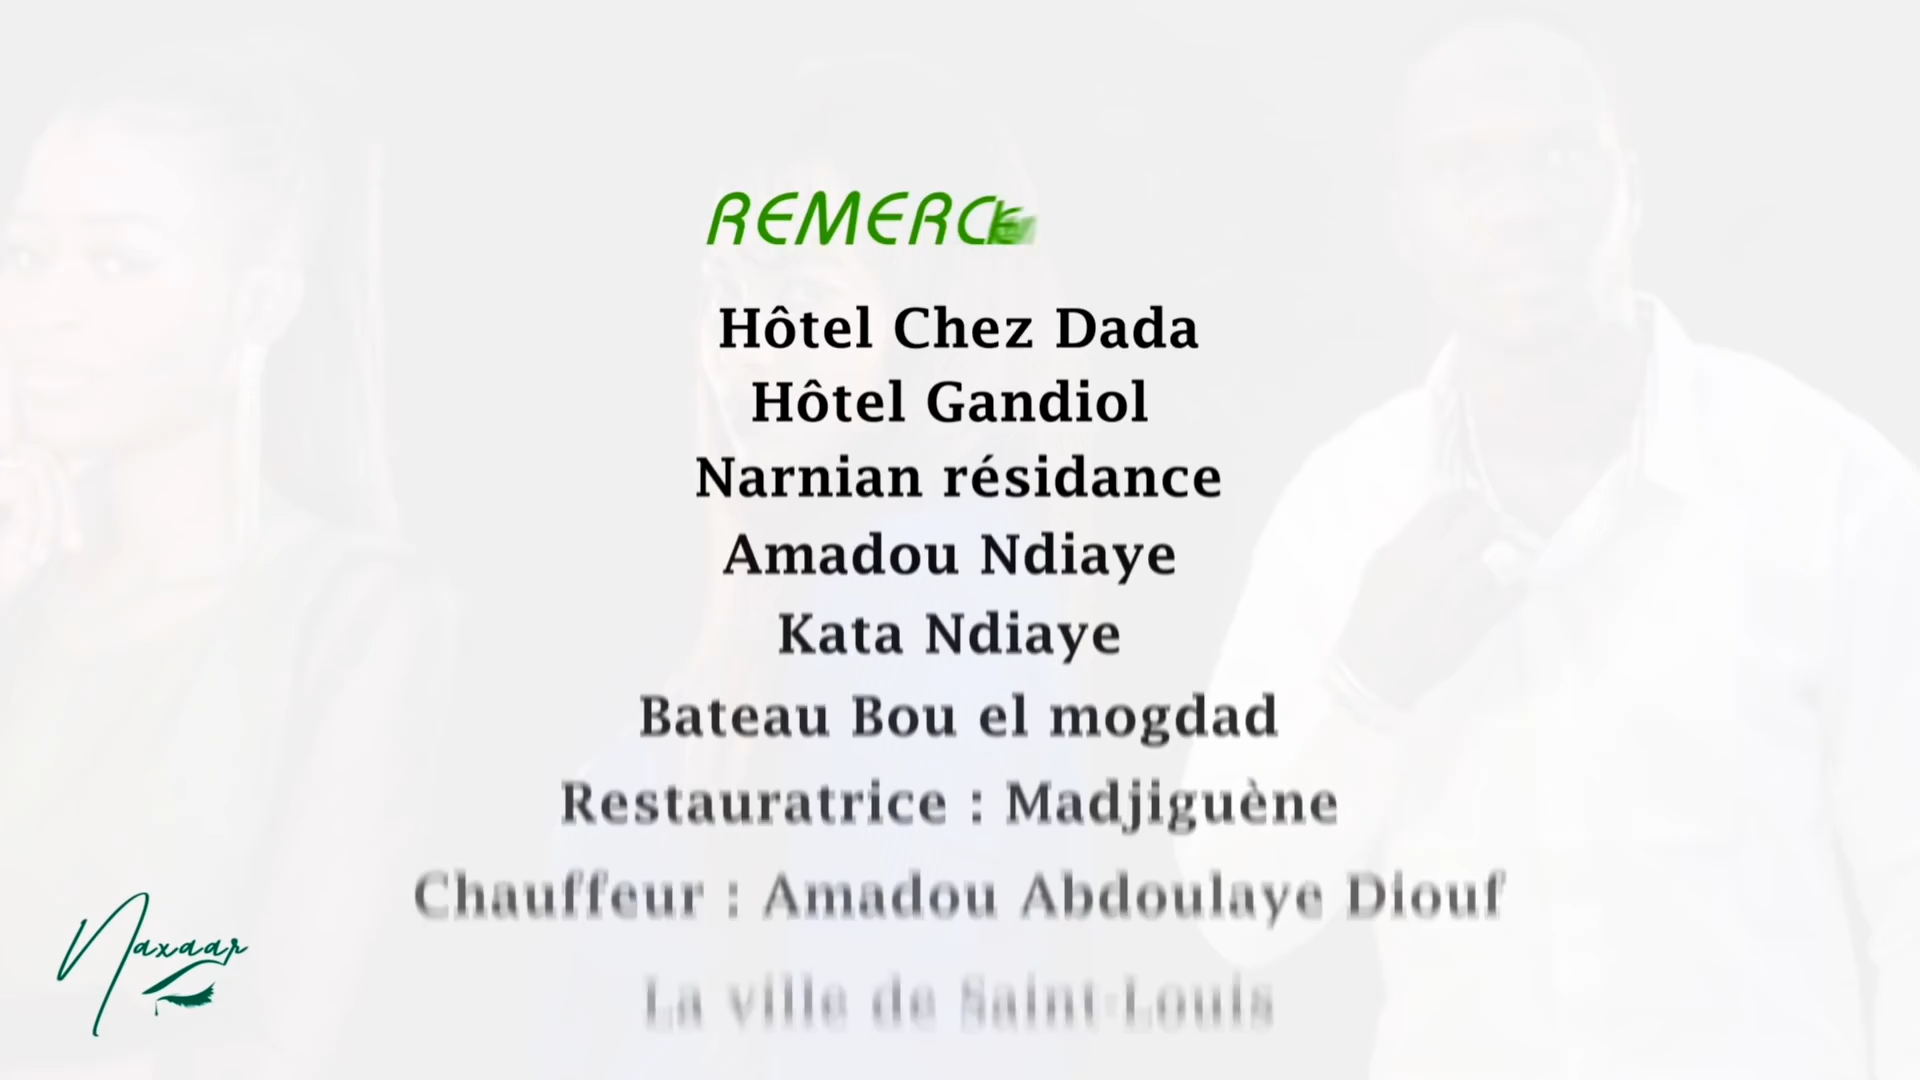 REMERC
Hôtel Chez Dada
Hôtel Gandiol
Narnian résidance
Amadou Ndiaye
Kata Ndiaye
Bateau Bou el mogdad
Restauratrice : Madjiguène
Chauffeur : Amadou Abdoulaye Diouf
La ville de Saint-Louis
Naxaar